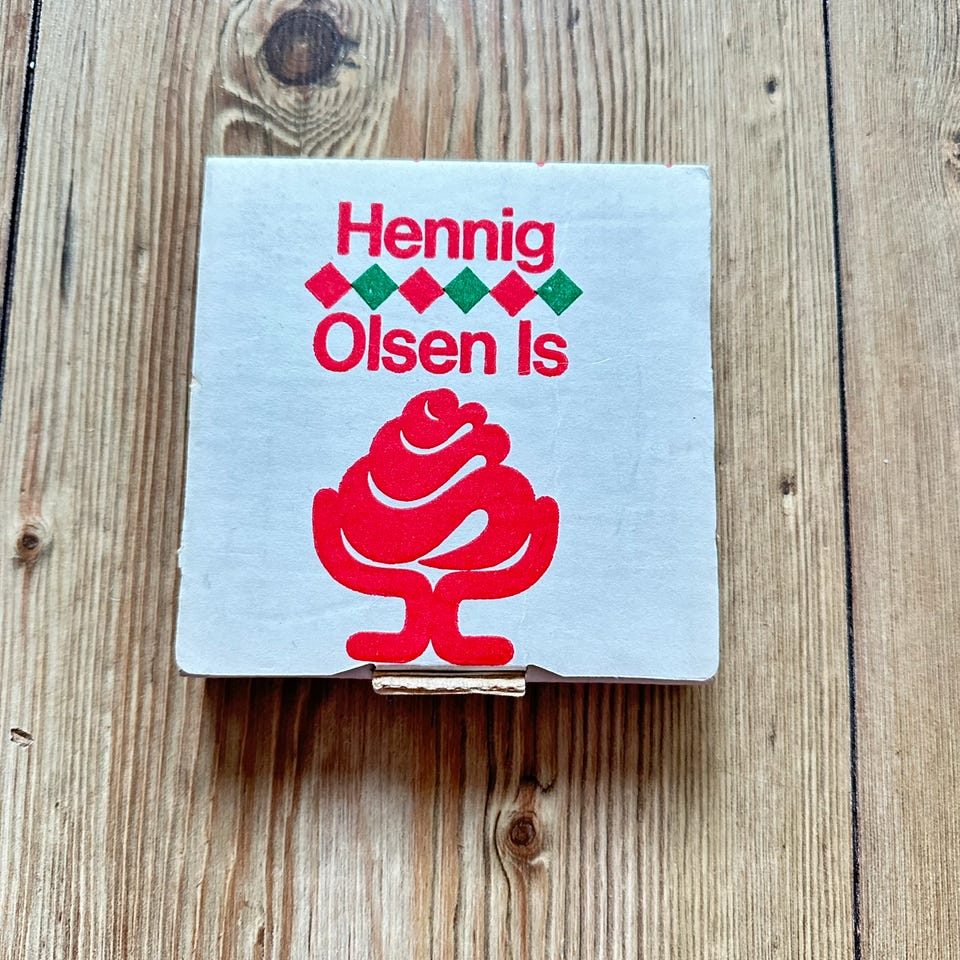 Hennig
Olsen Is